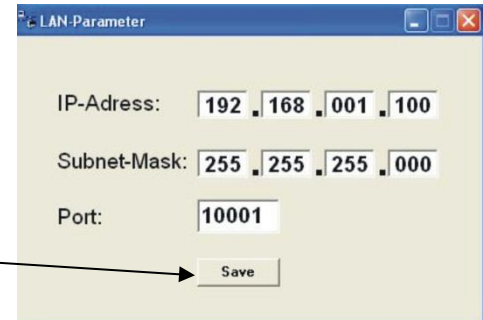 LAN-Parameter
IP-Adress: 192 . 168 . 001 . 100
Subnet-Mask: 255 . 255 . 255 . 000
Port: 10001
Save